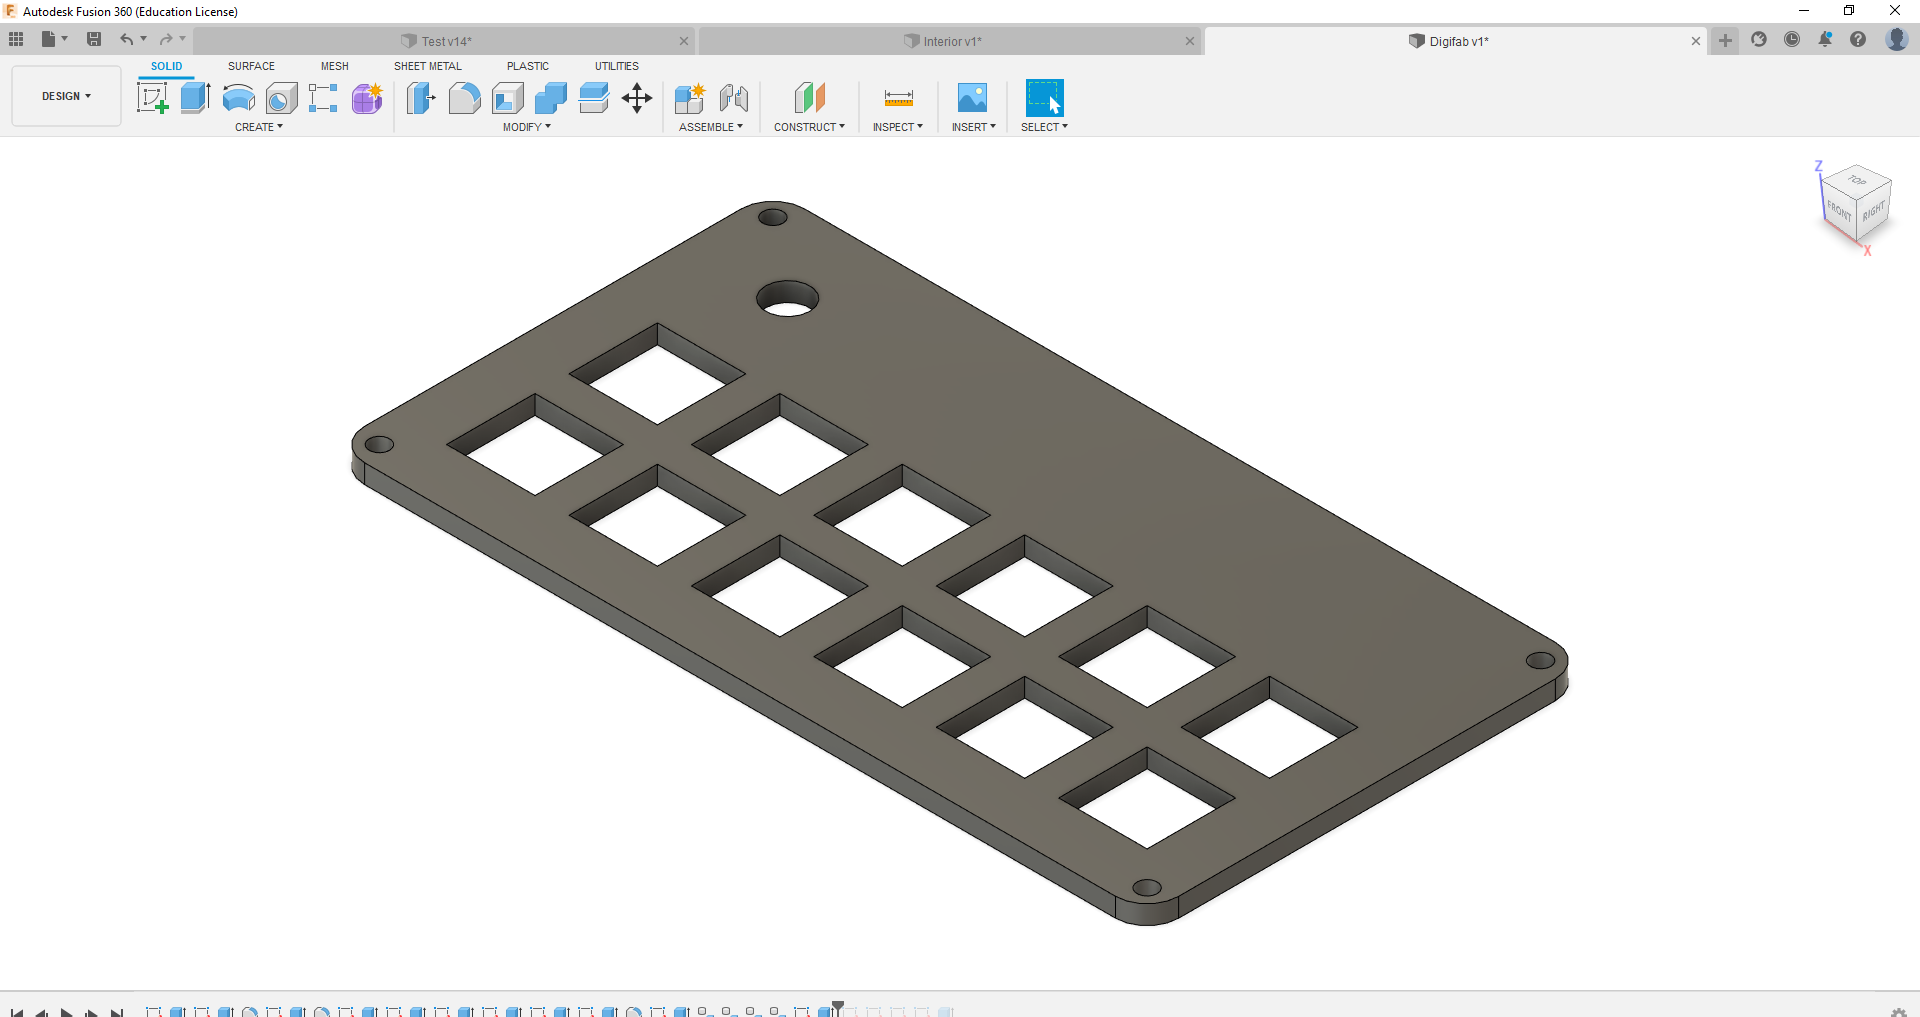 F Autodesk Fusion 360 (Education License)
Test v14* Interior v1* Digifab v1*
SOLID SURFACE MESH SHEET METAL PLASTIC UTILITIES
DESIGN
CREATE MODIFY ASSEMBLE CONSTRUCT INSPECT INSERT SELECT
Z
TOP
FRONT RIGHT
X